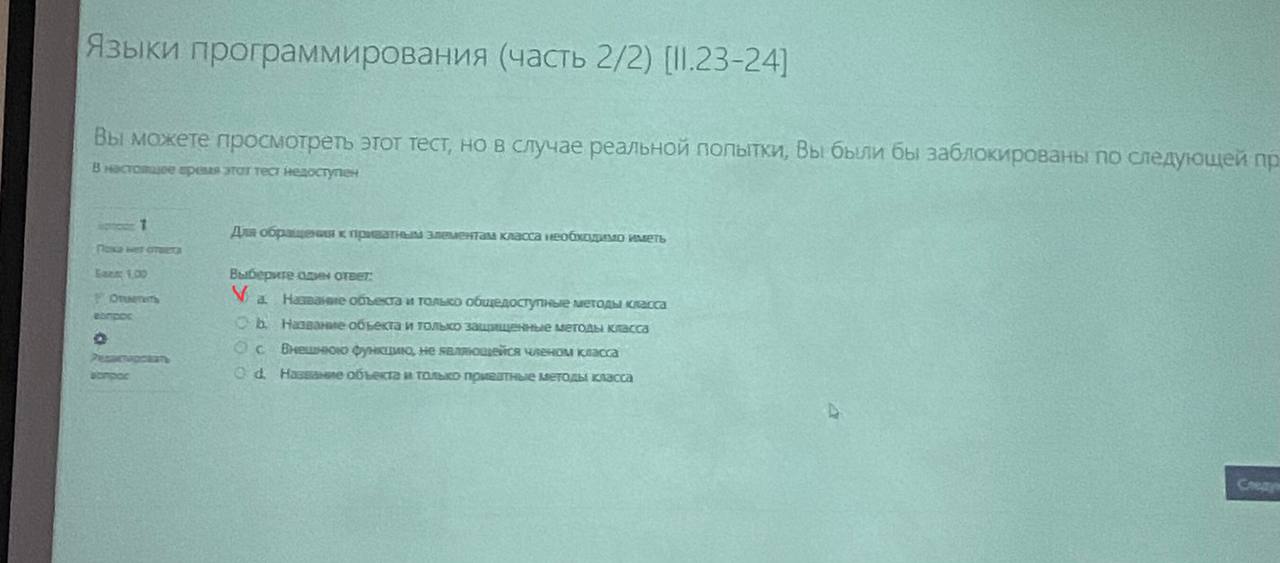 Языки программирования (часть 2/2) [II.23-24]
Вы можете просмотреть этот тест, но в случае реальной попытки, Вы были бы заблокированы по следующей пр
В настоящее время этот тест недоступен
Вопрос 1
Пока нет ответа
Балл: 1,00
Отметить
вопрос
Редактировать
вопрос
Для обращения к приватным элементам класса необходимо иметь
Выберите один ответ:
a. Название объекта и только общедоступные методы класса
b. Название объекта и только защищенные методы класса
c. Внешнюю функцию, не являющейся членом класса
d. Название объекта и только приватные методы класса
Следу